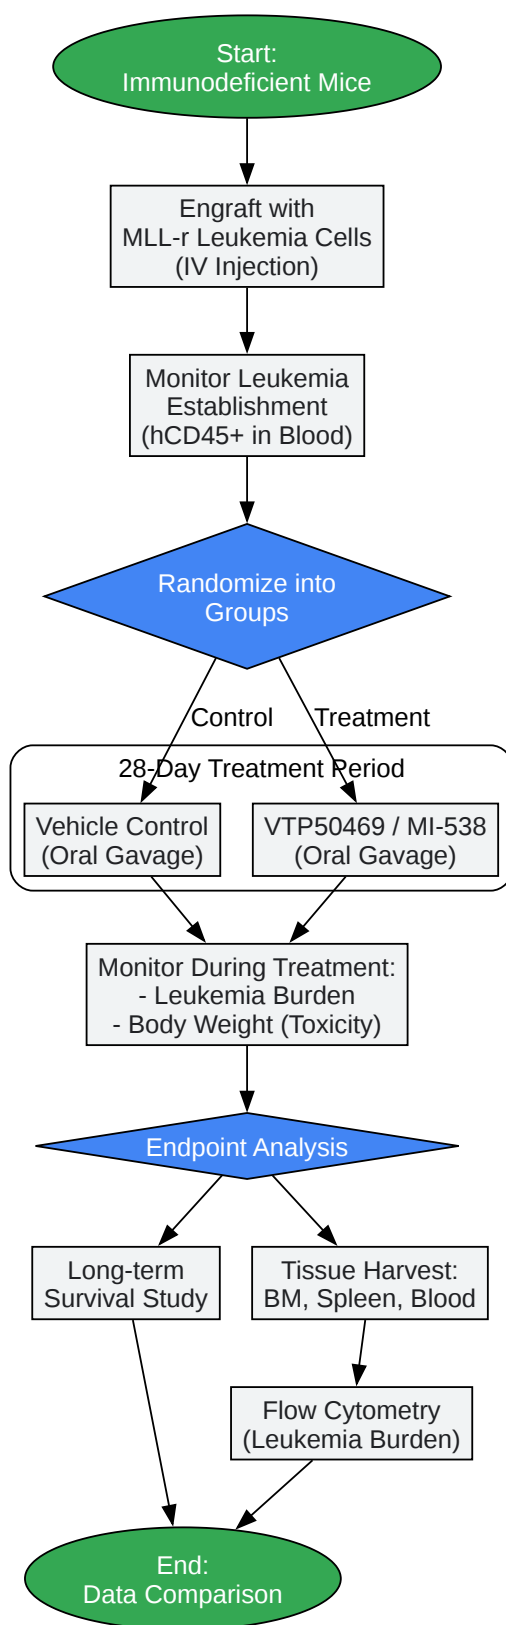 Start:
Immunodeficient Mice
Engraft with
MLL-r Leukemia Cells
(IV Injection)
Monitor Leukemia
Establishment
(hCD45+ in Blood)
Randomize into
Groups
Control
Treatment
28-Day Treatment Period
Vehicle Control
(Oral Gavage)
VTP50469 / MI-538
(Oral Gavage)
Monitor During Treatment:
- Leukemia Burden
- Body Weight (Toxicity)
Endpoint Analysis
Long-term
Survival Study
Tissue Harvest:
BM, Spleen, Blood
Flow Cytometry
(Leukemia Burden)
End:
Data Comparison